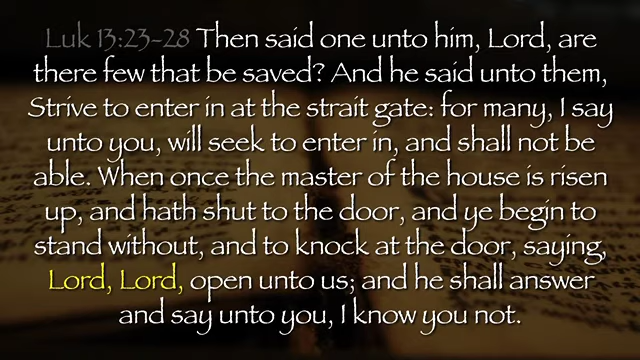 Luk 13:23-28 Then said one unto him, Lord, are
there few that be saved? And he said unto them,
Strive to enter in at the strait gate: for many, I say
unto you, will seek to enter in, and shall not be
able. When once the master of the house is risen
up, and hath shut to the door, and ye begin to
stand without, and to knock at the door, saying,
Lord, Lord, open unto us; and he shall answer
and say unto you, I know you not.